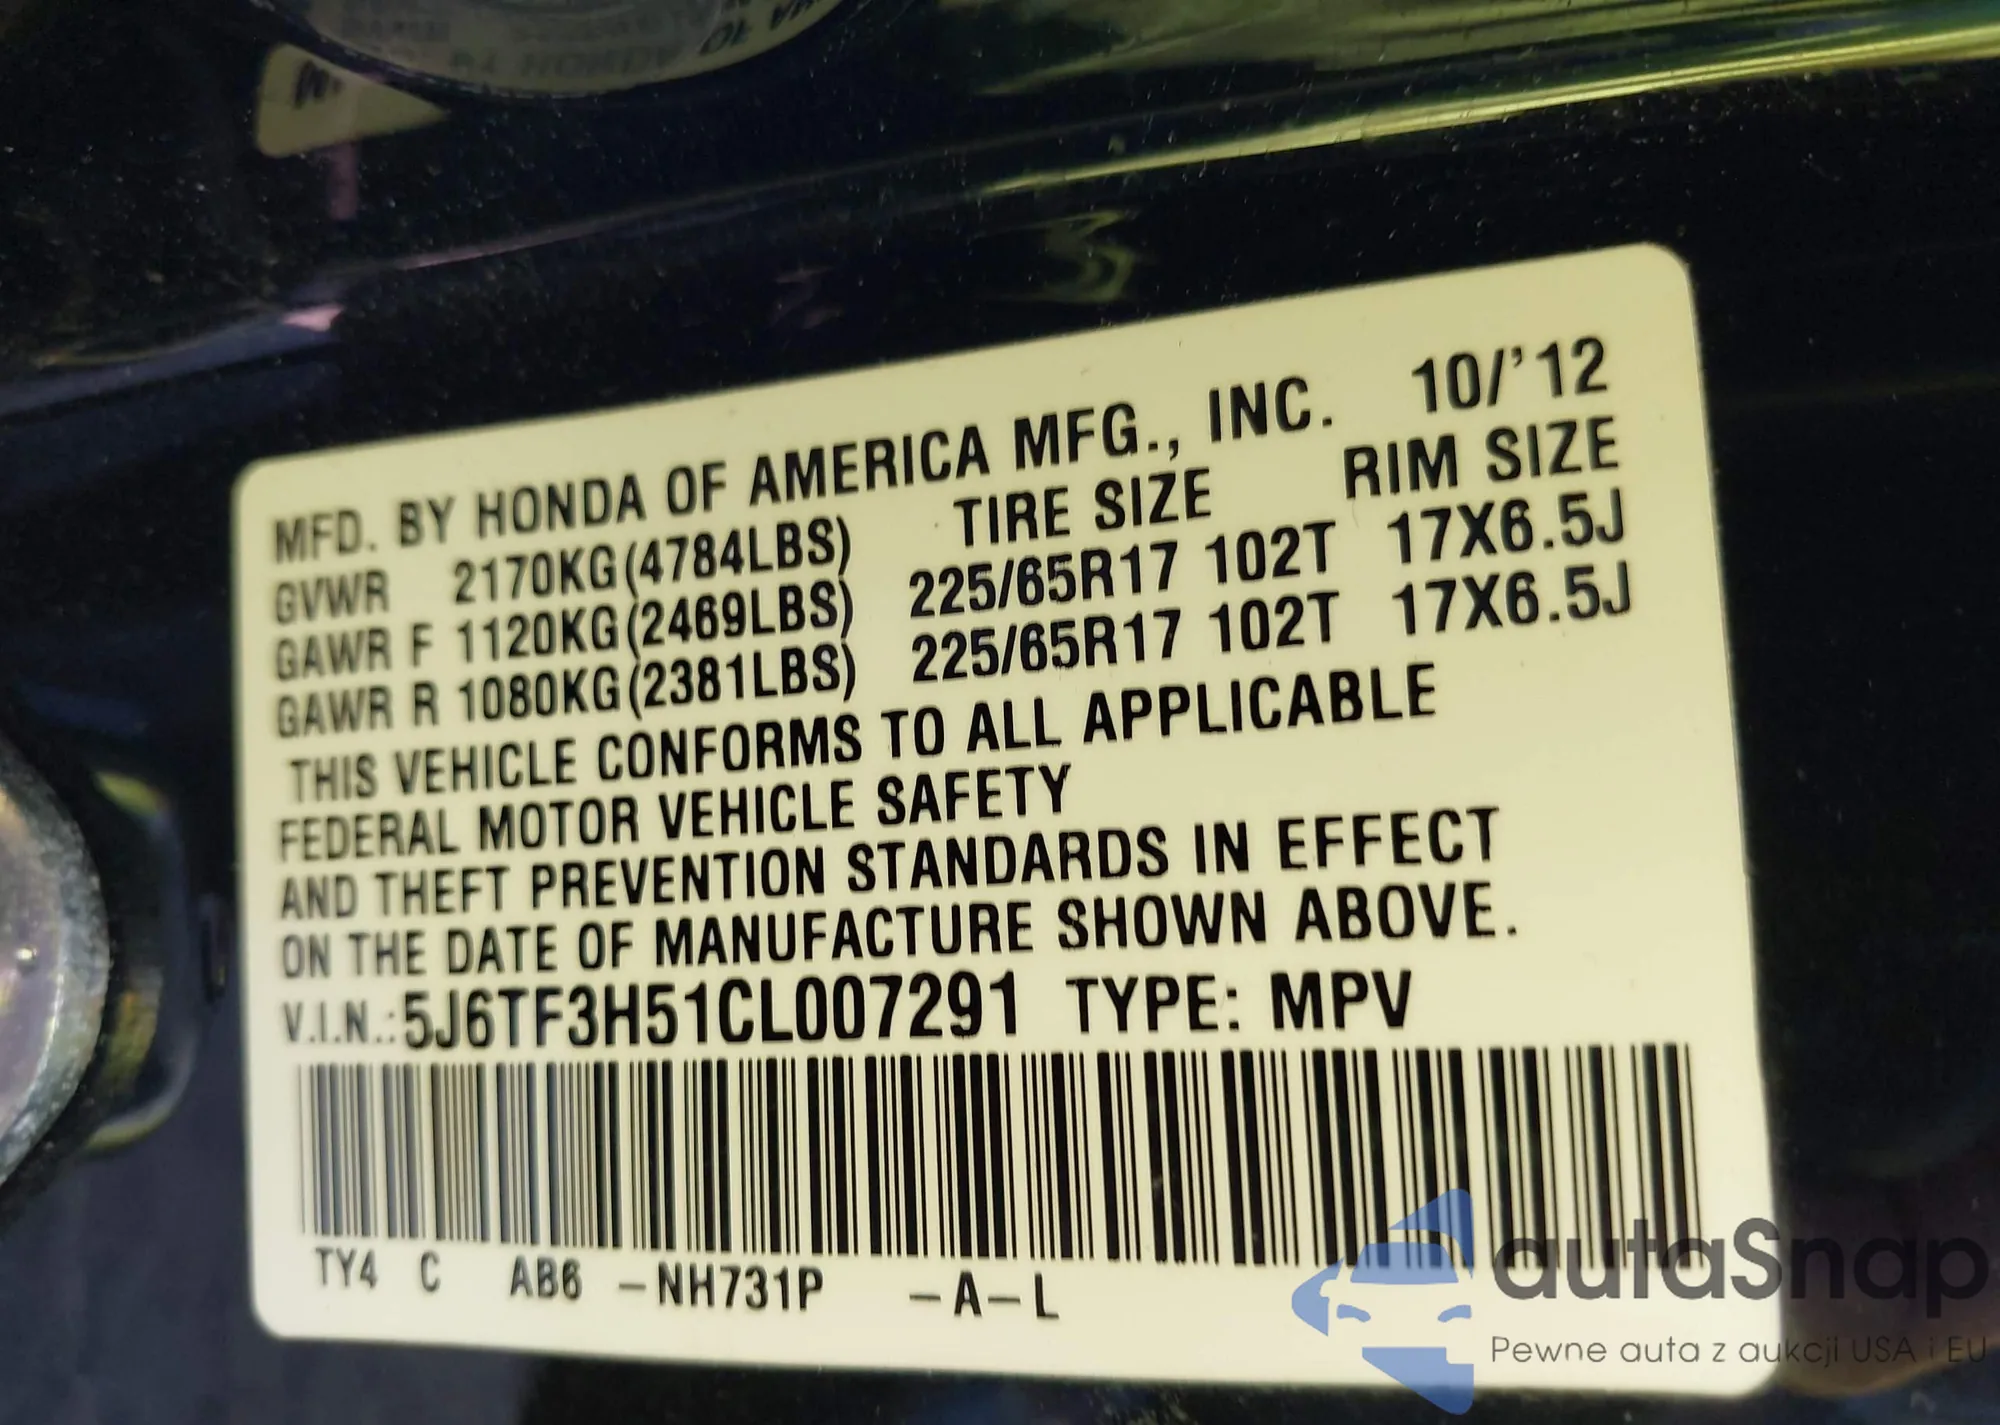 MFD. BY HONDA OF AMERICA MFG., INC. 10/'12
TIRE SIZE RIM SIZE
GVWR 2170KG(4784LBS)
GAWR F 1120KG(2469LBS) 225/65R17 102T 17X6.5J
GAWR R 1080KG(2381LBS) 225/65R17 102T 17X6.5J
THIS VEHICLE CONFORMS TO ALL APPLICABLE
FEDERAL MOTOR VEHICLE SAFETY
AND THEFT PREVENTION STANDARDS IN EFFECT
ON THE DATE OF MANUFACTURE SHOWN ABOVE.
V.I.N.:5J6TF3H51CL007291 TYPE: MPV
TY4 C AB6 -NH731P -A-L
autaSnap
Pewne auta z aukcji USA i EU